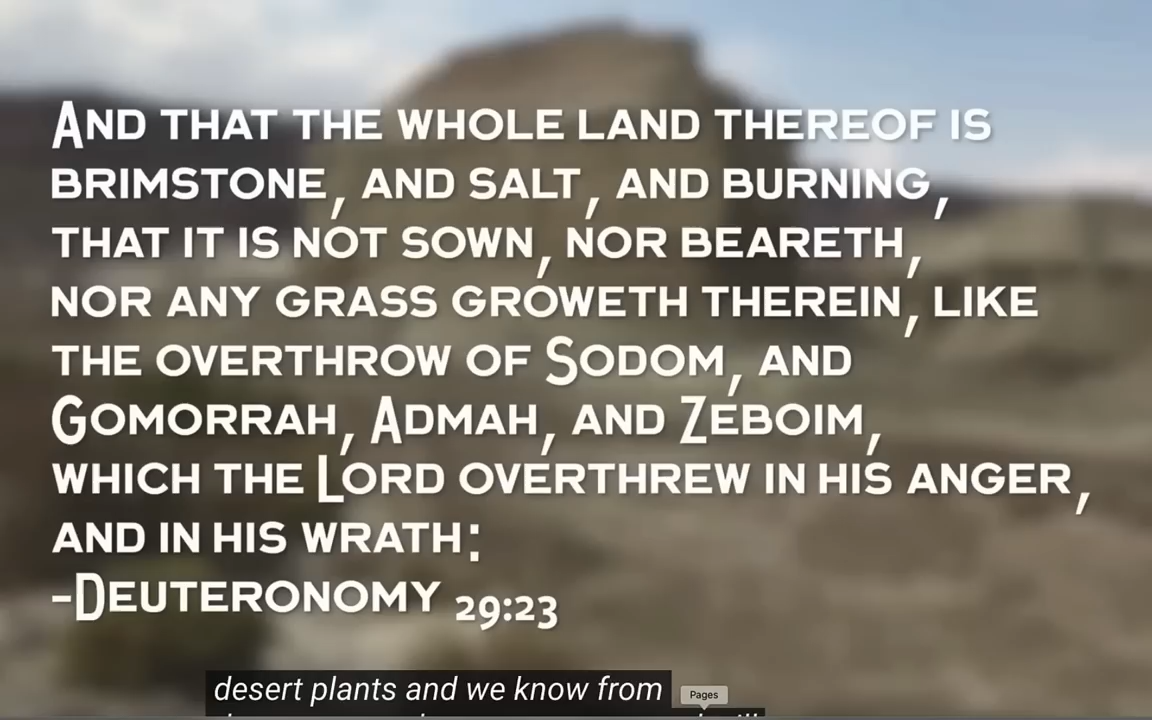 And that the whole land thereof is
brimstone, and salt, and burning,
that it is not sown, nor beareth,
nor any grass groweth therein, like
the overthrow of Sodom, and
Gomorrah, Admah, and Zeboim,
which the Lord overthrew in his anger,
and in his wrath:
-Deuteronomy 29:23
desert plants and we know from
Pages